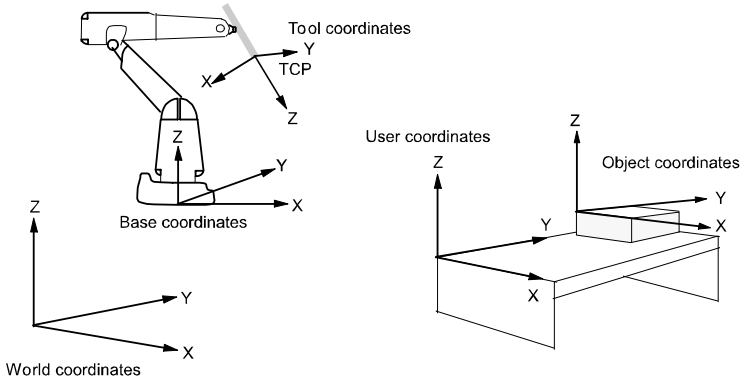 Tool coordinates
Y
TCP
X
Z
Z
Y
X
Base coordinates
Z
Y
X
World coordinates
User coordinates
Z
Y
X
Z
Object coordinates
Y
X